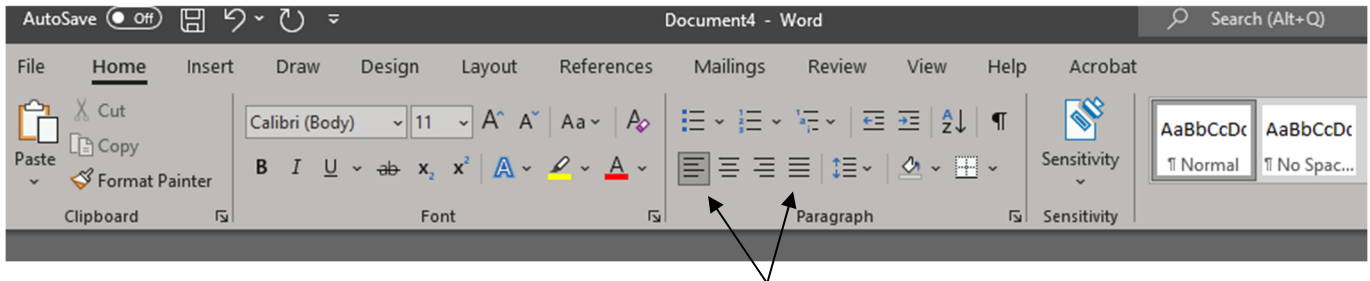 AutoSave Off Document4 - Word Search (Alt+Q)
File Home Insert Draw Design Layout References Mailings Review View Help Acrobat
Cut
Copy
Paste
Format Painter
Clipboard
Calibri (Body) 11 A A Aa A
B I U ab x₂ x² A A
Font
A Z ¶
Paragraph
Sensitivity
Sensitivity
AaBbCcDc AaBbCcDc
¶ Normal ¶ No Spac...